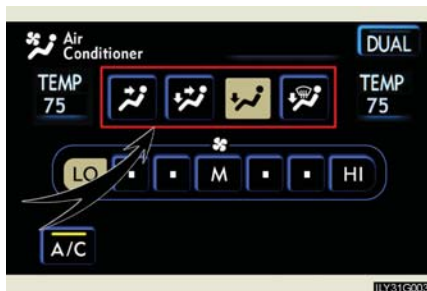 Air
Conditioner
DUAL
TEMP
75
TEMP
75
LO
M
HI
A/C
ILY31G003